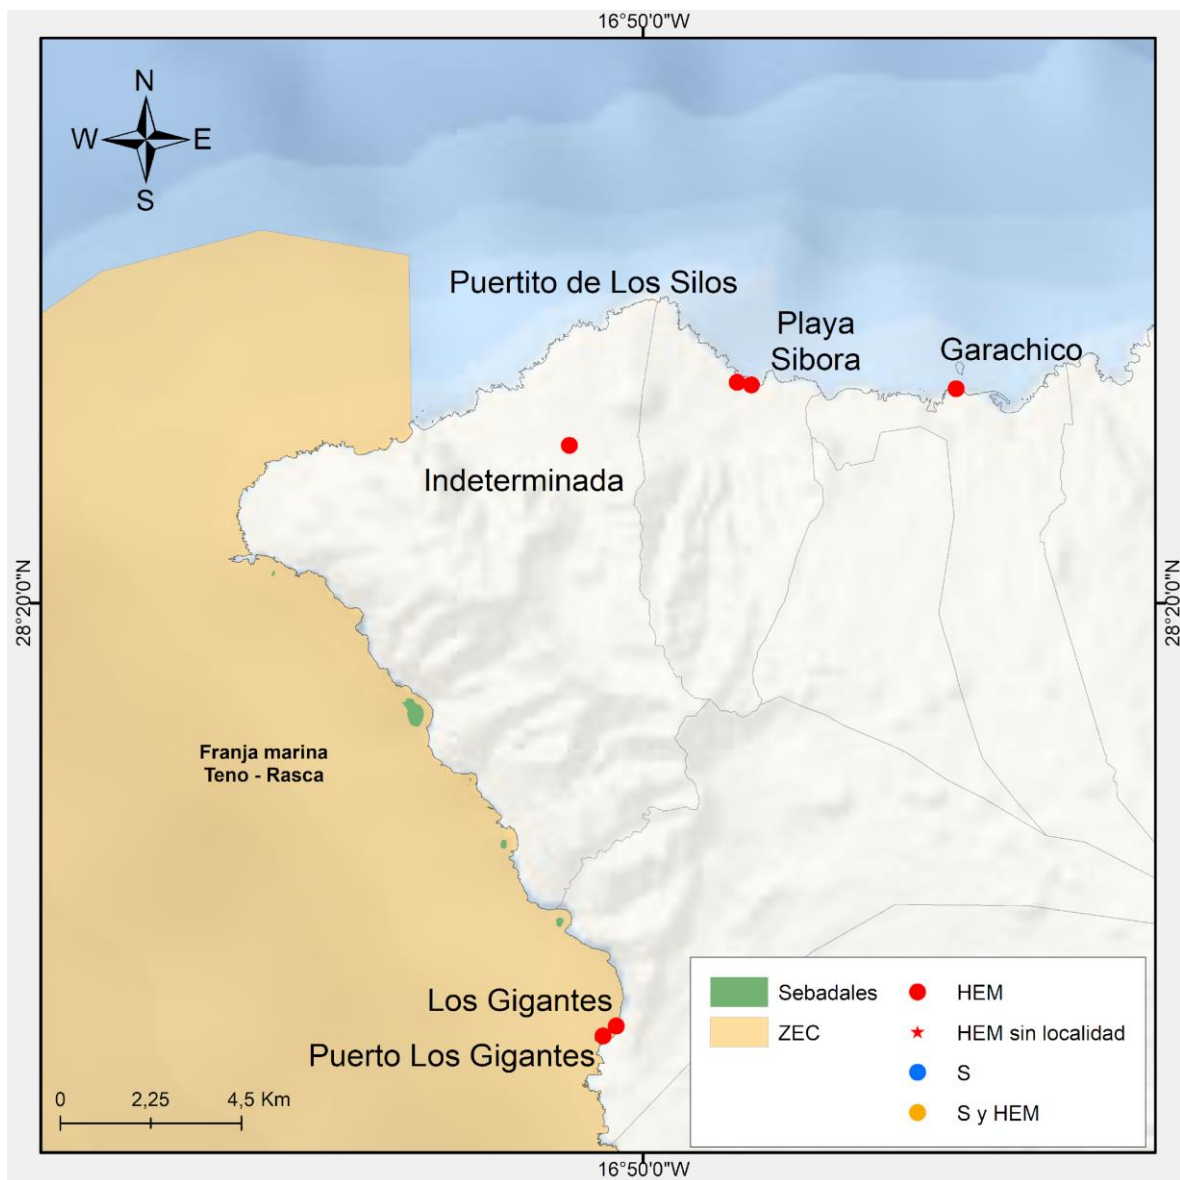 16°50'0"W
N
W
E
S
Puertito de Los Silos
Playa
Sibora
Garachico
Indeterminada
28°20'0"N
28°20'0"N
Franja marina
Teno - Rasca
Los Gigantes
Puerto Los Gigantes
Sebadales
ZEC
HEM
HEM sin localidad
S
S y HEM
0
2,25
4,5 Km
16°50'0"W